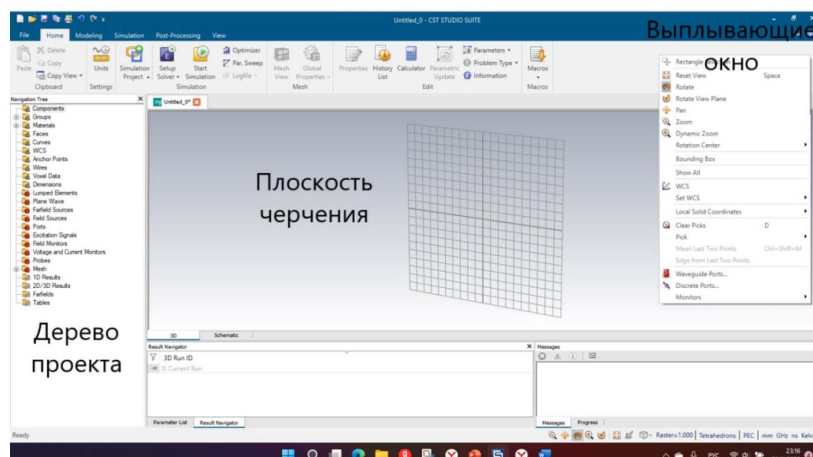 Untitled_0 - CST STUDIO SUITE
Выплывающие
окно
File Home Modeling Simulation Post-Processing View
Paste
Delete
Copy
Copy View
Clipboard
Units
Settings
Simulation Project
Setup Solver
Start Simulation
Optimizer
Par. Sweep
Logfile
Simulation
Mesh View
Global Properties
Mesh
Properties
History List
Calculator
Parametric Update
Parameters
Problem Type
Information
Edit
Macros
Macros
Navigation Tree
Components
Groups
Materials
Faces
Curves
WCS
Anchor Points
Wires
Voxel Data
Dimensions
Lumped Elements
Plane Wave
Farfield Sources
Field Sources
Ports
Excitation Signals
Field Monitors
Voltage and Current Monitors
Probes
Mesh
1D Results
2D/3D Results
Farfields
Tables
Дерево
проекта
Untitled_0*
Плоскость
черчения
Reset View Space
Rotate
Rotate View Plane
Pan
Zoom
Dynamic Zoom
Rotation Center
Bounding Box
Show All
WCS
Set WCS
Local Solid Coordinates
Clear Picks D
Pick
Mean Last Two Points Ctrl+Shift+M
Edge from Last Two Points
Waveguide Ports...
Discrete Ports...
Monitors
3D Schematic
Result Navigator
3D Run ID
0: Current Run
Parameter List Result Navigator
Messages
Messages Progress
Ready
Raster=1.000 Tetrahedrons PEC mm GHz ns Kelv
РУС
23:16